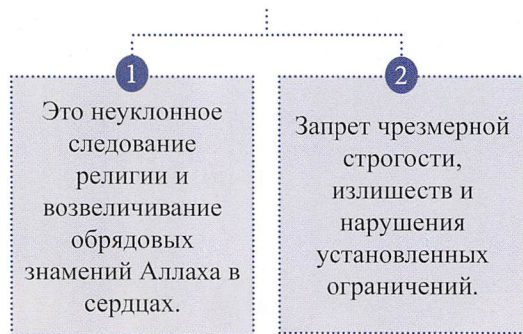 1
Это неуклонное
следование
религии и
возвеличивание
обрядовых
знамений Аллаха в
сердцах.
2
Запрет чрезмерной
строгости,
излишеств и
нарушения
установленных
ограничений.